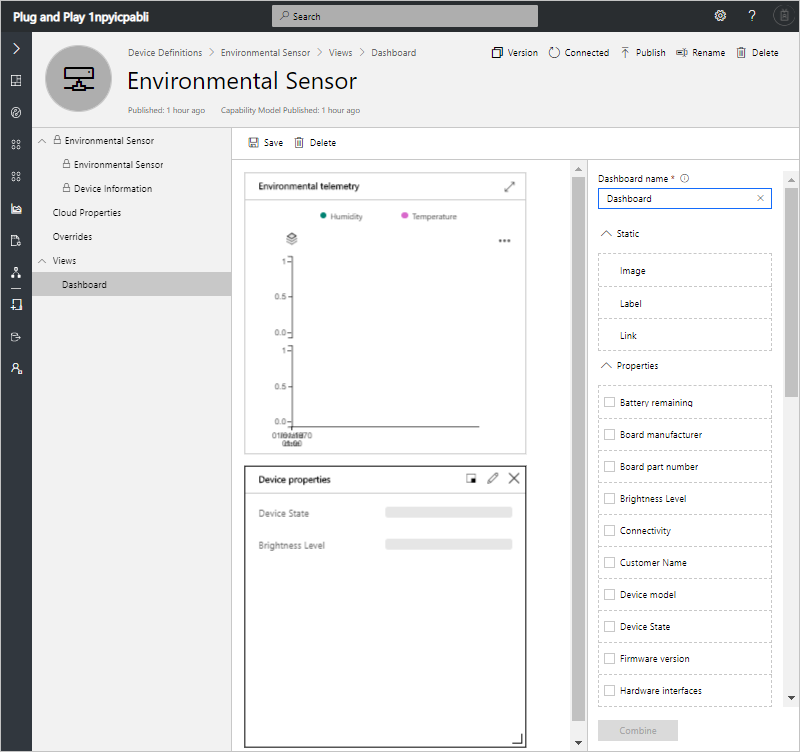 Plug and Play 1npyicpabli
Search
?
Device Definitions > Environmental Sensor > Views > Dashboard
Version Connected Publish Rename Delete
Environmental Sensor
Published: 1 hour ago Capability Model Published: 1 hour ago
Environmental Sensor
Environmental Sensor
Device Information
Cloud Properties
Overrides
Views
Dashboard
Save Delete
Environmental telemetry
Humidity Temperature
1
0.5
0.0
1
0.5
0.0
Device properties
Device State
Brightness Level
Dashboard name *
Dashboard
Static
Image
Label
Link
Properties
Battery remaining
Board manufacturer
Board part number
Brightness Level
Connectivity
Customer Name
Device model
Device State
Firmware version
Hardware interfaces
Combine